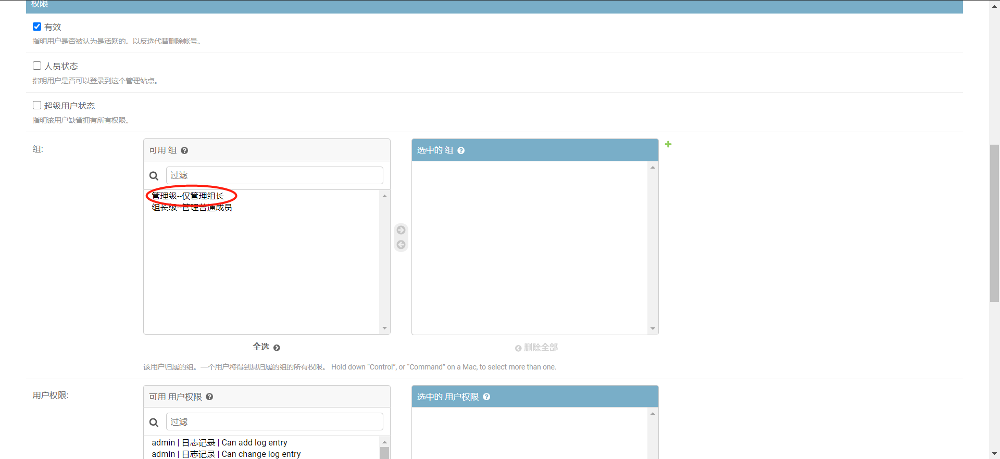 权限
有效
指明用户是否被认为是活跃的。以反选代替删除帐号。
人员状态
指明用户是否可以登录到这个管理站点。
超级用户状态
指明该用户缺省拥有所有权限。
组:
可用 组
选中的 组
过滤
管理级--仅管理组长
组长级--管理普通成员
全选
删除全部
该用户归属的组。一个用户将得到其归属的组的所有权限。 Hold down “Control”, or “Command” on a Mac, to select more than one.
用户权限:
可用 用户权限
选中的 用户权限
过滤
admin | 日志记录 | Can add log entry
admin | 日志记录 | Can change log entry